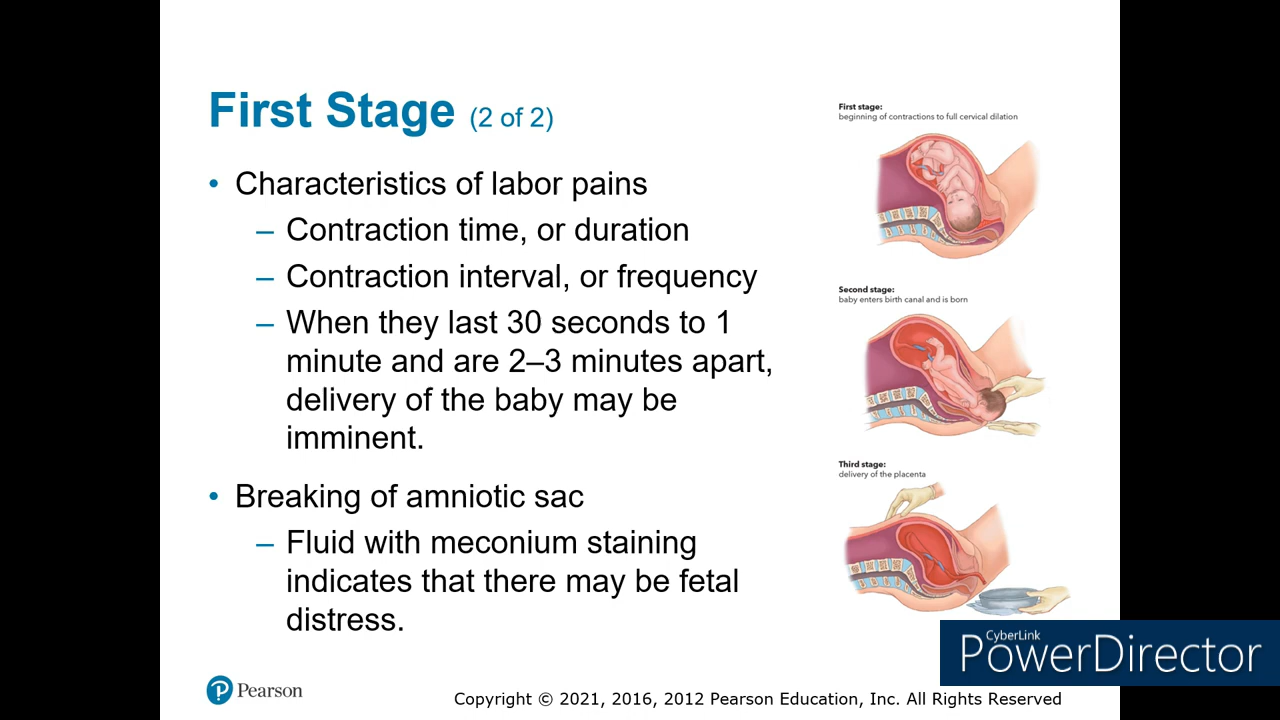 First Stage (2 of 2)
• Characteristics of labor pains
– Contraction time, or duration
– Contraction interval, or frequency
– When they last 30 seconds to 1
minute and are 2–3 minutes apart,
delivery of the baby may be
imminent.
• Breaking of amniotic sac
– Fluid with meconium staining
indicates that there may be fetal
distress.
First stage:
beginning of contractions to full cervical dilation
Second stage:
baby enters birth canal and is born
Third stage:
delivery of the placenta
CyberLink
PowerDirector
P Pearson
Copyright © 2021, 2016, 2012 Pearson Education, Inc. All Rights Reserved